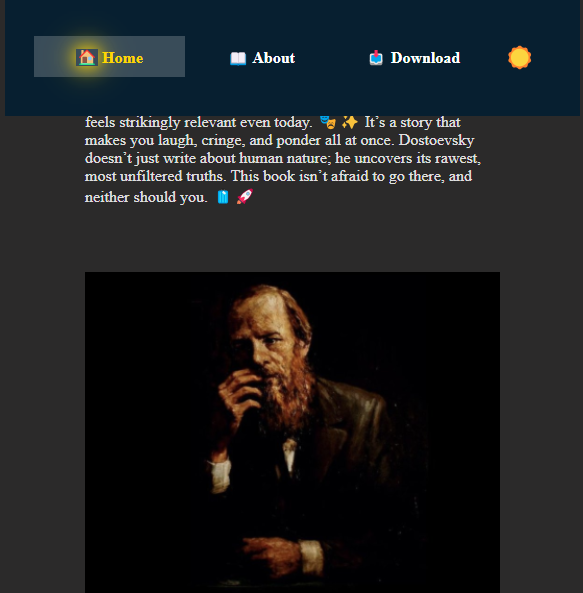 🏠 Home 📖 About 📥 Download
feels strikingly relevant even today. 🎭 ✨ It’s a story that
makes you laugh, cringe, and ponder all at once. Dostoevsky
doesn’t just write about human nature; he uncovers its rawest,
most unfiltered truths. This book isn’t afraid to go there, and
neither should you. 📘 🚀